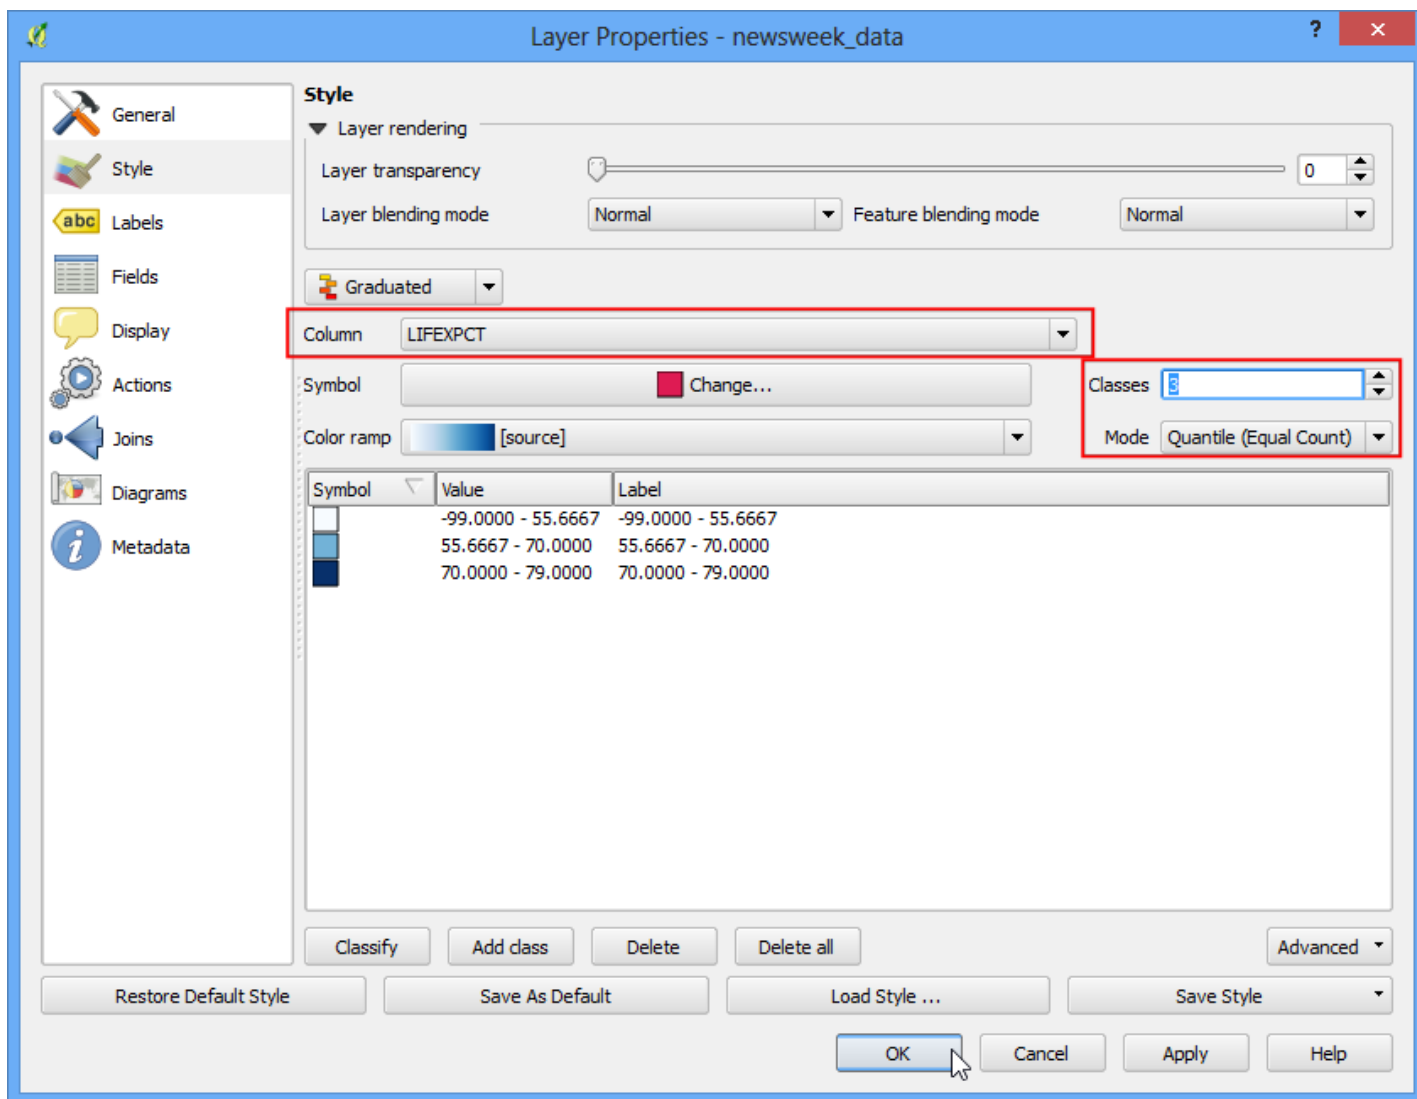 Layer Properties - newsweek_data ?
General
Style
abc Labels
Fields
Display
Actions
Joins
Diagrams
i Metadata
Style
Layer rendering
Layer transparency 0
Layer blending mode Normal Feature blending mode Normal
Graduated
Column LIFEXPCT
Symbol Change... Classes 3
Color ramp [source] Mode Quantile (Equal Count)
Symbol Value Label
-99.0000 - 55.6667 -99.0000 - 55.6667
55.6667 - 70.0000 55.6667 - 70.0000
70.0000 - 79.0000 70.0000 - 79.0000
Classify Add class Delete Delete all Advanced
Restore Default Style Save As Default Load Style ... Save Style
OK Cancel Apply Help